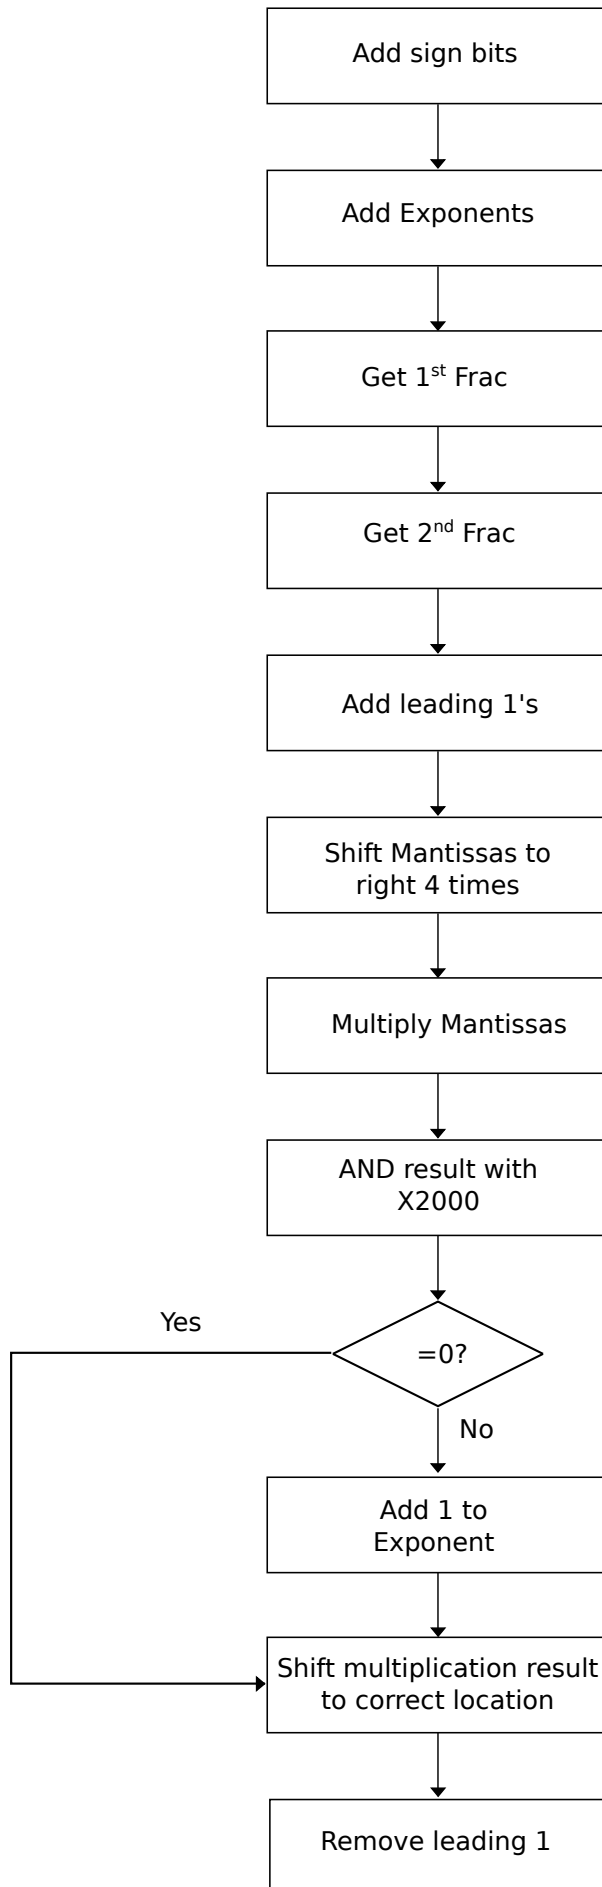 Add sign bits
Add Exponents
Get 1st Frac
Get 2nd Frac
Add leading 1's
Shift Mantissas to
right 4 times
Multiply Mantissas
AND result with
X2000
Yes
=0?
No
Add 1 to
Exponent
Shift multiplication result
to correct location
Remove leading 1